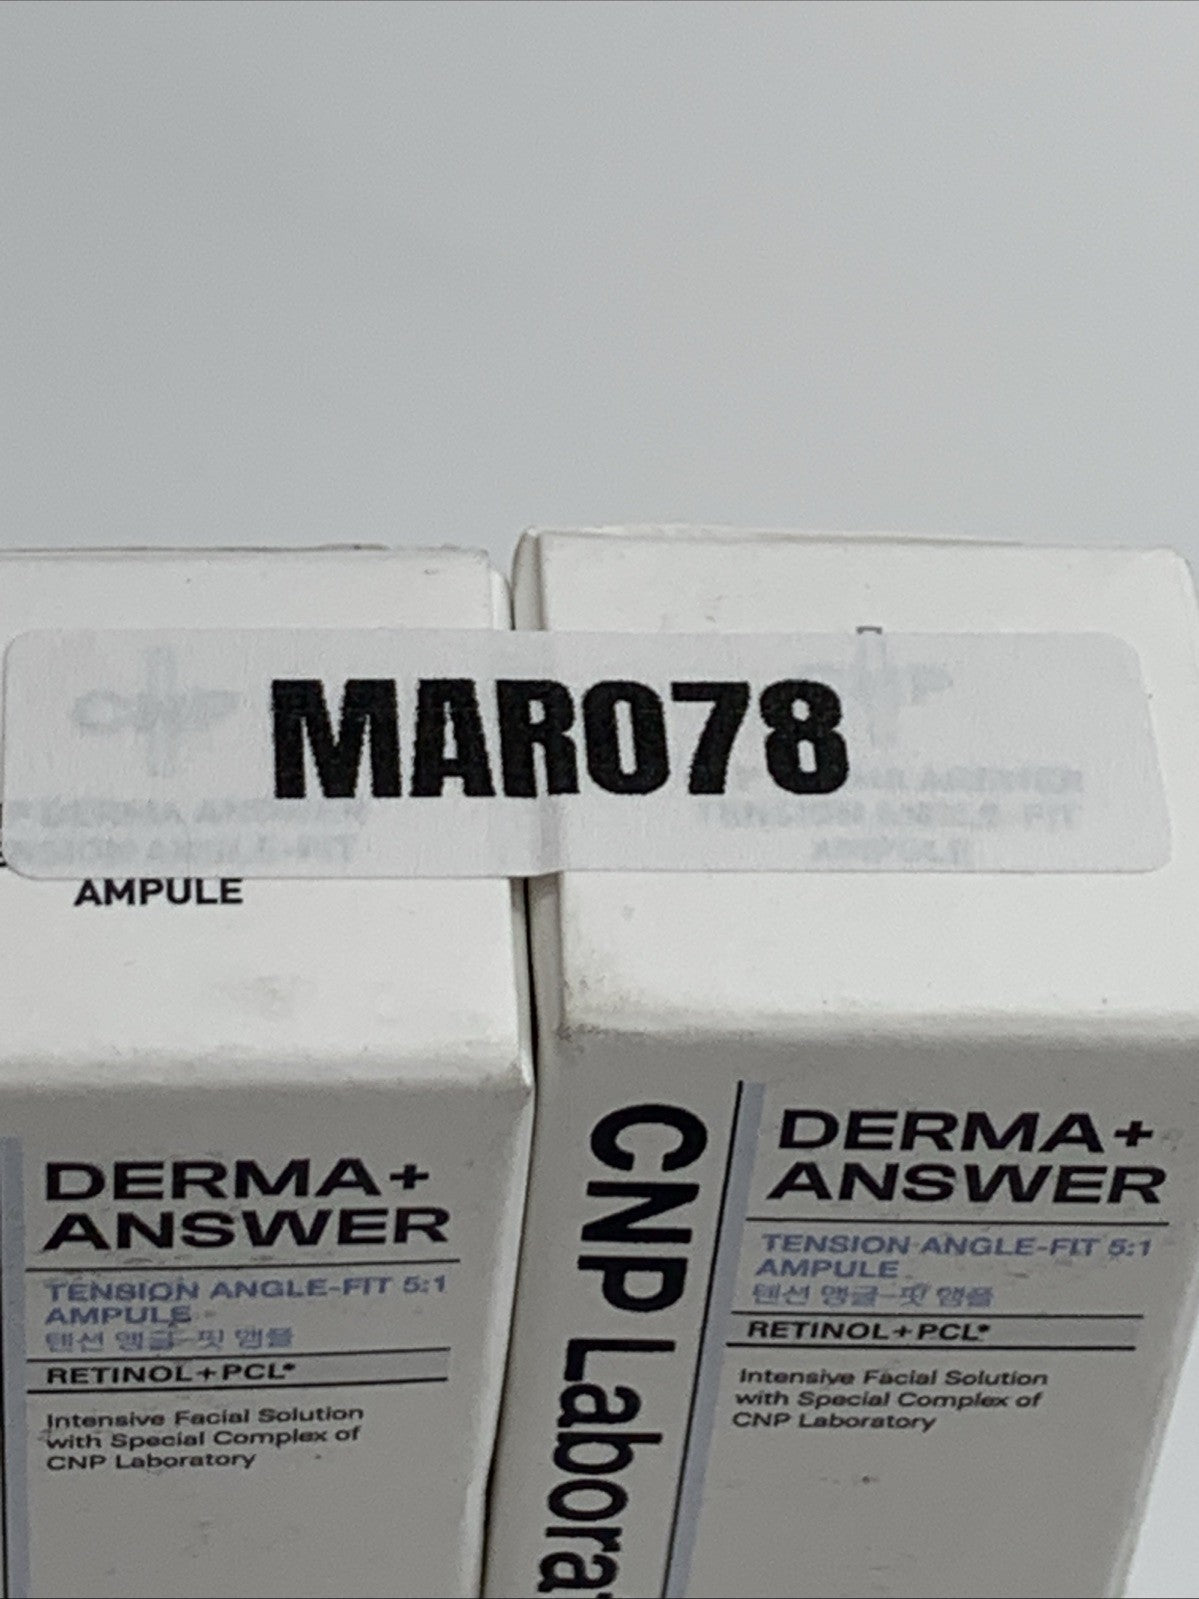 MAR078
CNP
CNP
AMPULE
DERMA+
ANSWER
TENSION ANGLE-FIT 5:1
AMPULE
텐션 앵글-핏 앰플
RETINOL+PCL*
Intensive Facial Solution
with Special Complex of
CNP Laboratory
CNP
DERMA+
ANSWER
TENSION ANGLE-FIT 5:1
AMPULE
텐션 앵글-핏 앰플
RETINOL+PCL*
Intensive Facial Solution
with Special Complex of
CNP Laboratory